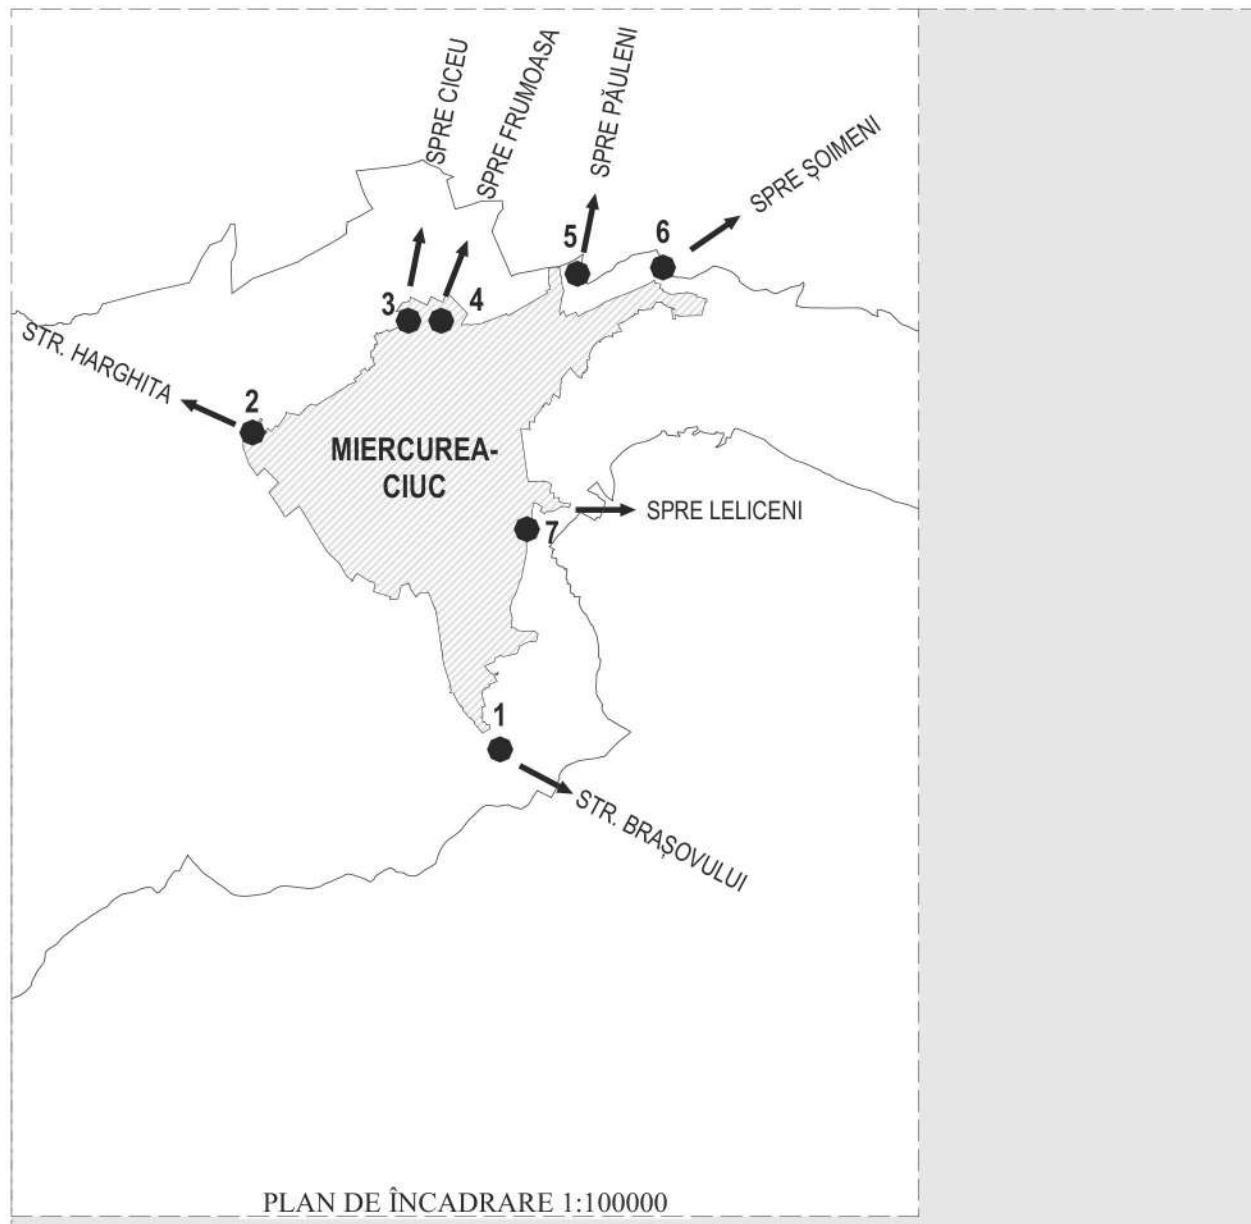 SPRE CICEU
SPRE FRUMOASA
SPRE PĂULENI
SPRE ȘOIMENI
5
6
3
4
STR. HARGHITA
2
MIERCUREA-
CIUC
SPRE LELICENI
7
1
STR. BRAȘOVULUI
PLAN DE ÎNCADRARE 1:100000